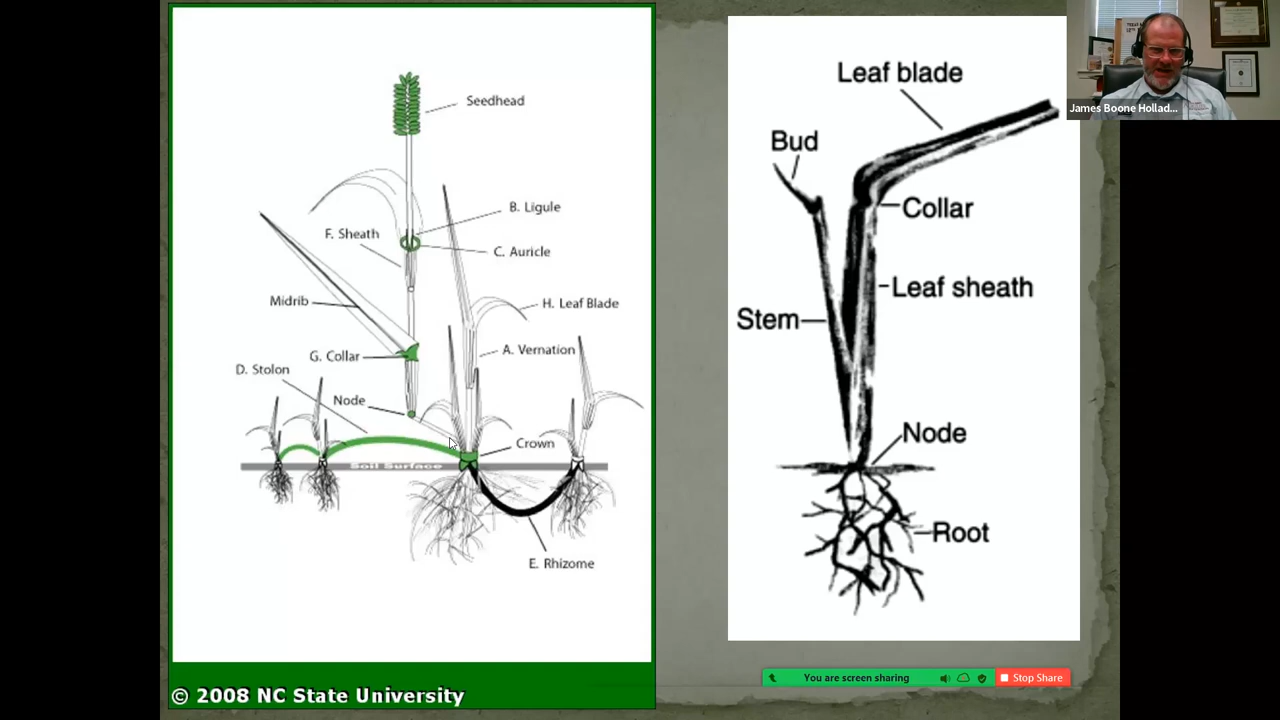 Seedhead
B. Ligule
F. Sheath
C. Auricle
Midrib
H. Leaf Blade
A. Vernation
G. Collar
D. Stolon
Node
Crown
Soil Surface
E. Rhizome
© 2008 NC State University
Leaf blade
Bud
Collar
Leaf sheath
Stem
Node
Root
James Boone Hollad...
You are screen sharing
Stop Share